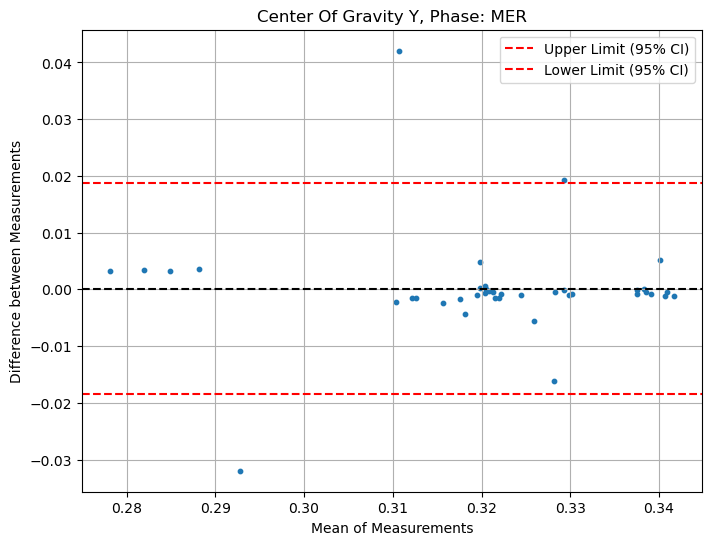 Center Of Gravity Y, Phase: MER
Upper Limit (95% CI)
Lower Limit (95% CI)
Difference between Measurements
0.04
0.03
0.02
0.01
0.00
−0.01
−0.02
−0.03
0.28 0.29 0.30 0.31 0.32 0.33 0.34
Mean of Measurements